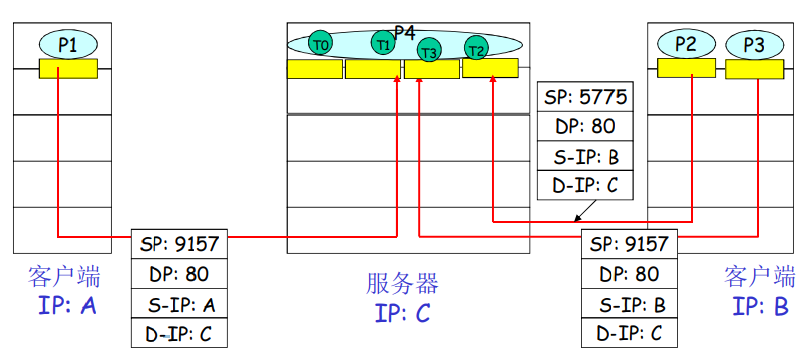 P1
P4
T0
T1
T3
T2
P2
P3
SP: 5775
DP: 80
S-IP: B
D-IP: C
SP: 9157
DP: 80
S-IP: A
D-IP: C
SP: 9157
DP: 80
S-IP: B
D-IP: C
客户端
IP: A
服务器
IP: C
客户端
IP: B